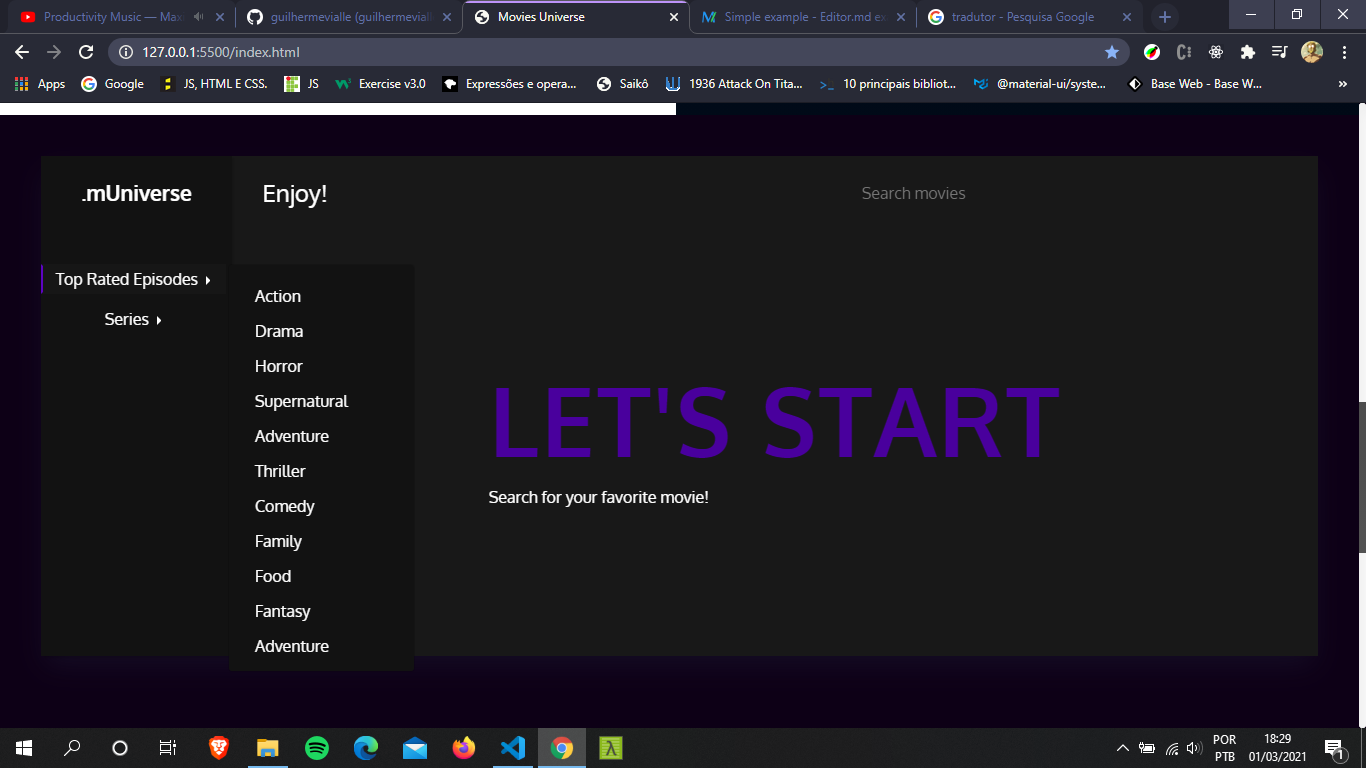 Productivity Music — Max
guilhermevialle (guilhermeviall
Movies Universe
Simple example - Editor.md ex
tradutor - Pesquisa Google
127.0.0.1:5500/index.html
Apps
Google
JS, HTML E CSS.
JS
Exercise v3.0
Expressões e opera...
Saikô
1936 Attack On Tita...
10 principais bibliot...
@material-ui/syste...
Base Web - Base W...
»
.mUniverse
Enjoy!
Search movies
Top Rated Episodes
Series
Action
Drama
Horror
Supernatural
Adventure
Thriller
Comedy
Family
Food
Fantasy
Adventure
LET'S START
Search for your favorite movie!
POR
PTB
18:29
01/03/2021
1